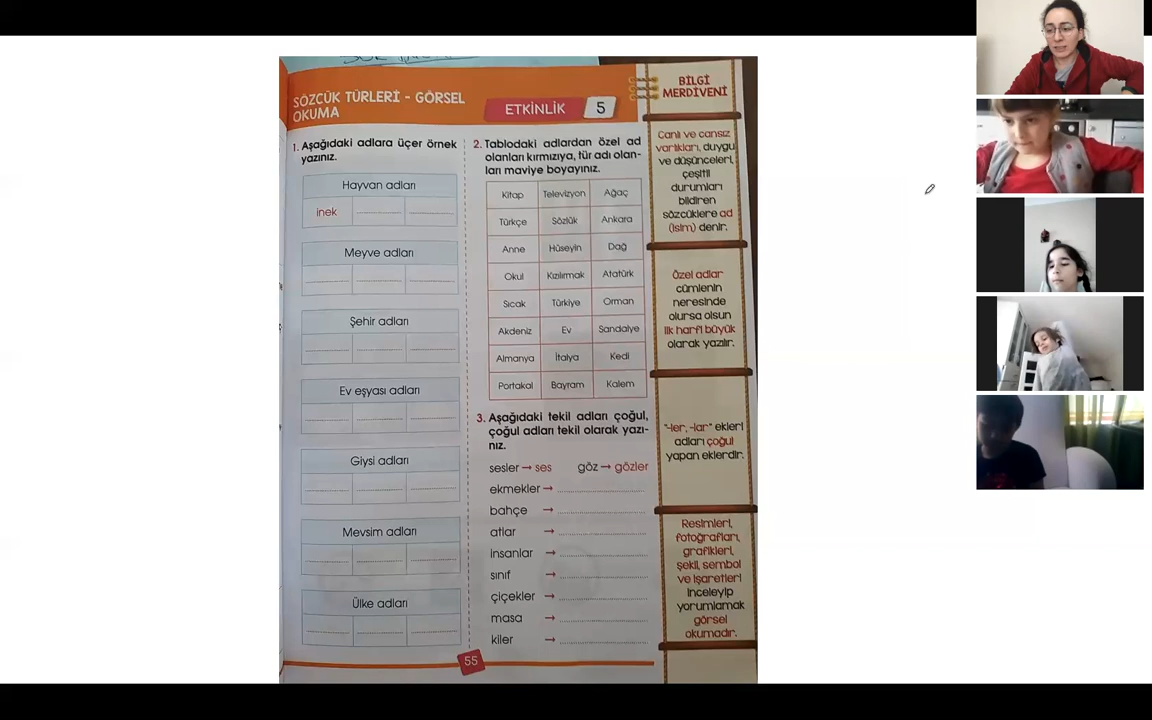 SÖZCÜK TÜRLERİ - GÖRSEL
OKUMA
ETKİNLİK 5
1. Aşağıdaki adlara üçer örnek
yazınız.
Hayvan adları
inek
Meyve adları
Şehir adları
Ev eşyası adları
Giysi adları
Mevsim adları
Ülke adları
2. Tablodaki adlardan özel ad
olanları kırmızıya, tür adı olan-
ları maviye boyayınız.
Kitap Televizyon Ağaç
Türkçe Sözlük Ankara
Anne Hüseyin Dağ
Okul Kızılırmak Atatürk
Sıcak Türkiye Orman
Akdeniz Ev Sandalye
Almanya İtalya Kedi
Portakal Bayram Kalem
3. Aşağıdaki tekil adları çoğul,
çoğul adları tekil olarak yazı-
nız.
sesler → ses göz → gözler
ekmekler →
bahçe →
atlar →
insanlar →
sınıf →
çiçekler →
masa →
kiler →
BİLGİ
MERDİVENİ
Canlı ve cansız
varlıkları, duygu
ve düşünceleri,
çeşitli
durumları
bildiren
sözcüklere ad
(isim) denir.
Özel adlar
cümlenin
neresinde
olursa olsun
ilk harfi büyük
olarak yazılır.
"-ler, -lar" ekleri
adları çoğul
yapan eklerdir.
Resimleri,
fotoğrafları,
grafikleri,
şekil, sembol
ve işaretleri
inceleyip
yorumlamak
görsel
okumadır.
55